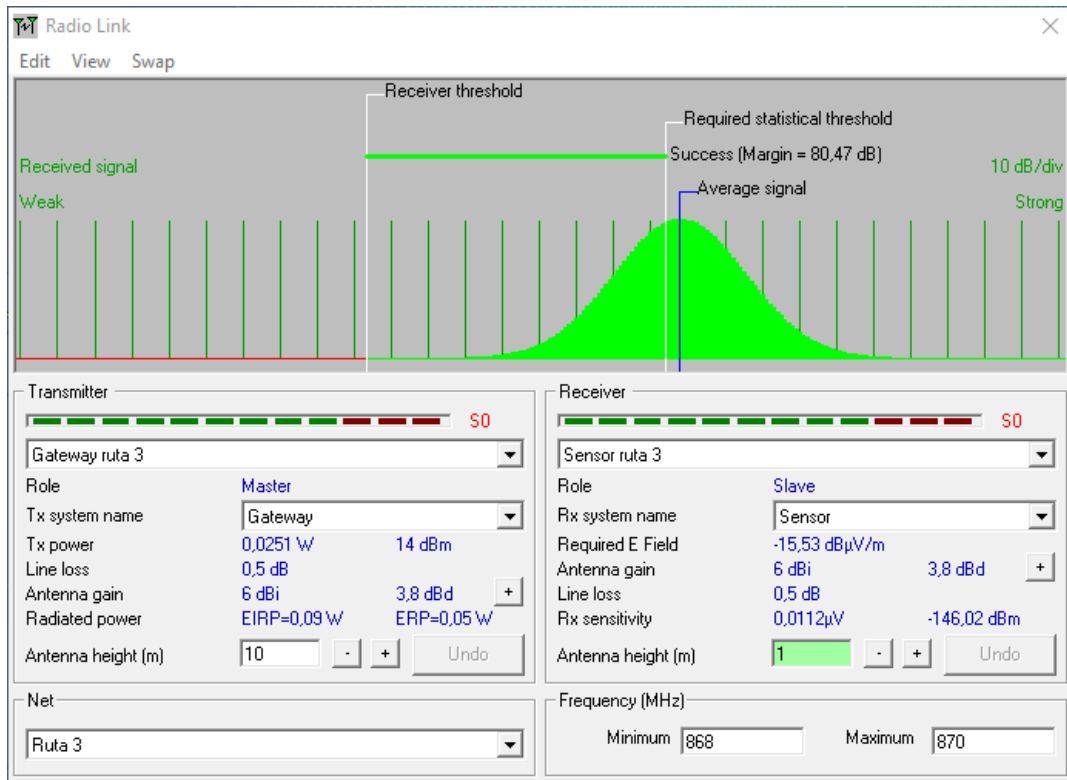 Radio Link
Edit View Swap
Receiver threshold
Required statistical threshold
Received signal
Success (Margin = 80,47 dB)
10 dB/div
Weak
Average signal
Strong
Transmitter
S0
Gateway ruta 3
Role Master
Tx system name Gateway
Tx power 0,0251 W 14 dBm
Line loss 0,5 dB
Antenna gain 6 dBi 3,8 dBd +
Radiated power EIRP=0,09 W ERP=0,05 W
Antenna height (m) 10 - + Undo
Receiver
S0
Sensor ruta 3
Role Slave
Rx system name Sensor
Required E Field -15,53 dBµV/m
Antenna gain 6 dBi 3,8 dBd +
Line loss 0,5 dB
Rx sensitivity 0,0112µV -146,02 dBm
Antenna height (m) 1 - + Undo
Net
Ruta 3
Frequency (MHz)
Minimum 868 Maximum 870